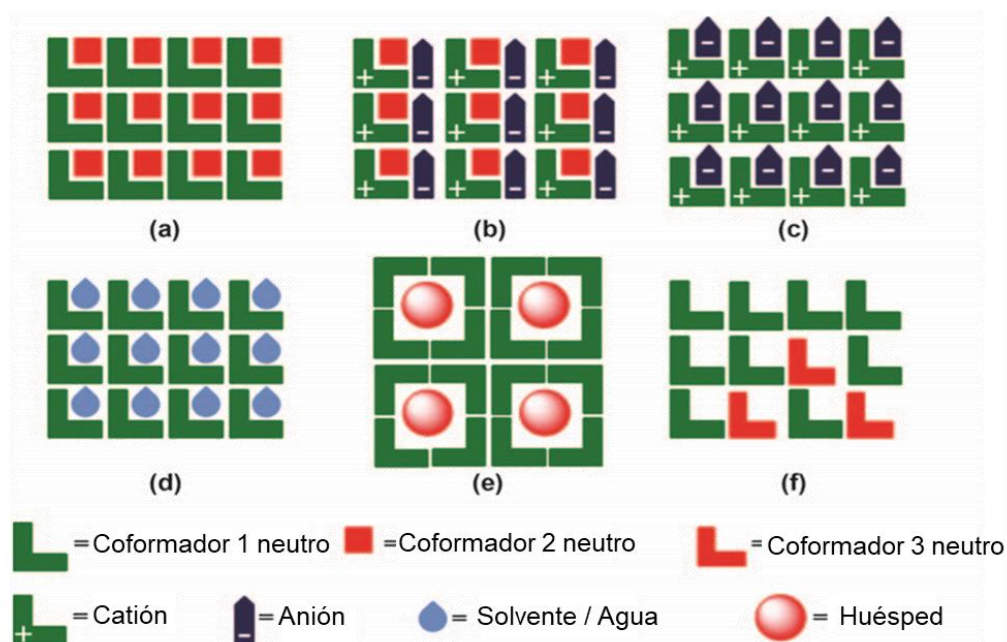 (a) (b) (c)
(d) (e) (f)
= Coformador 1 neutro = Coformador 2 neutro = Coformador 3 neutro
+ = Catión - = Anión = Solvente / Agua = Huésped